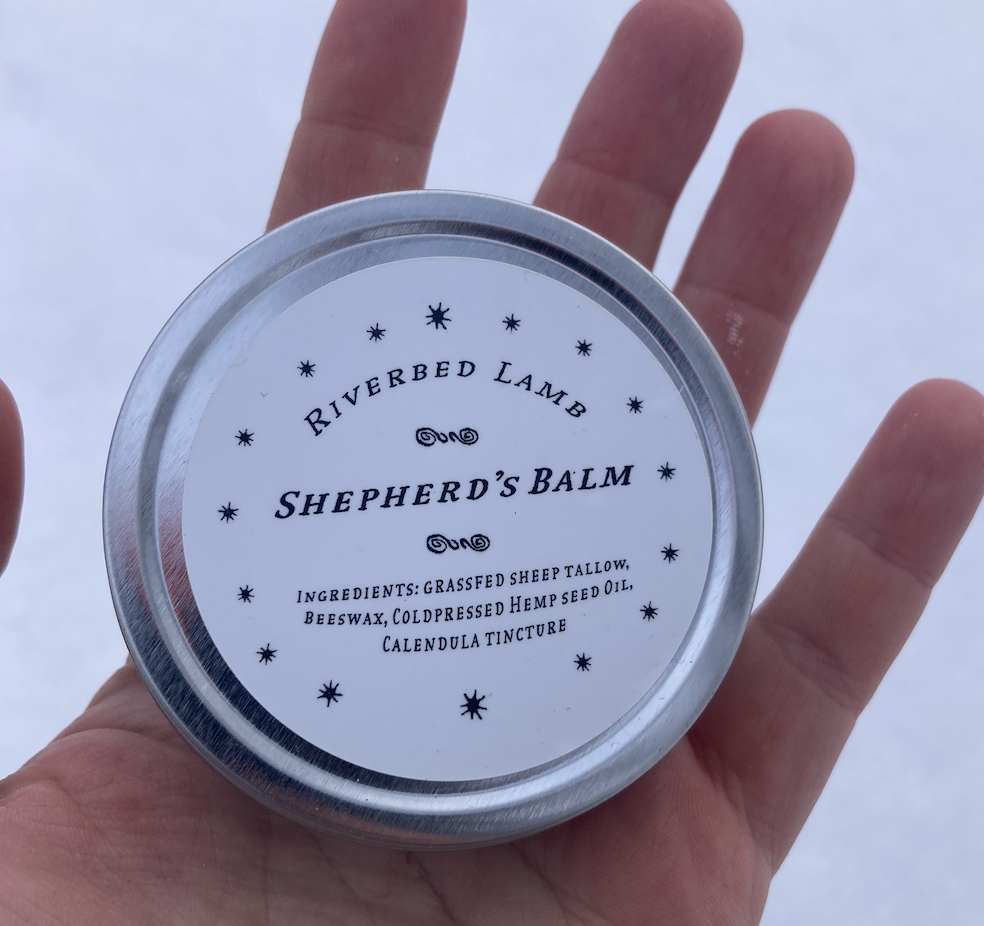 Riverbed Lamb
Shepherd's Balm
Ingredients: grassfed sheep tallow,
Beeswax, Coldpressed Hemp seed Oil,
Calendula tincture